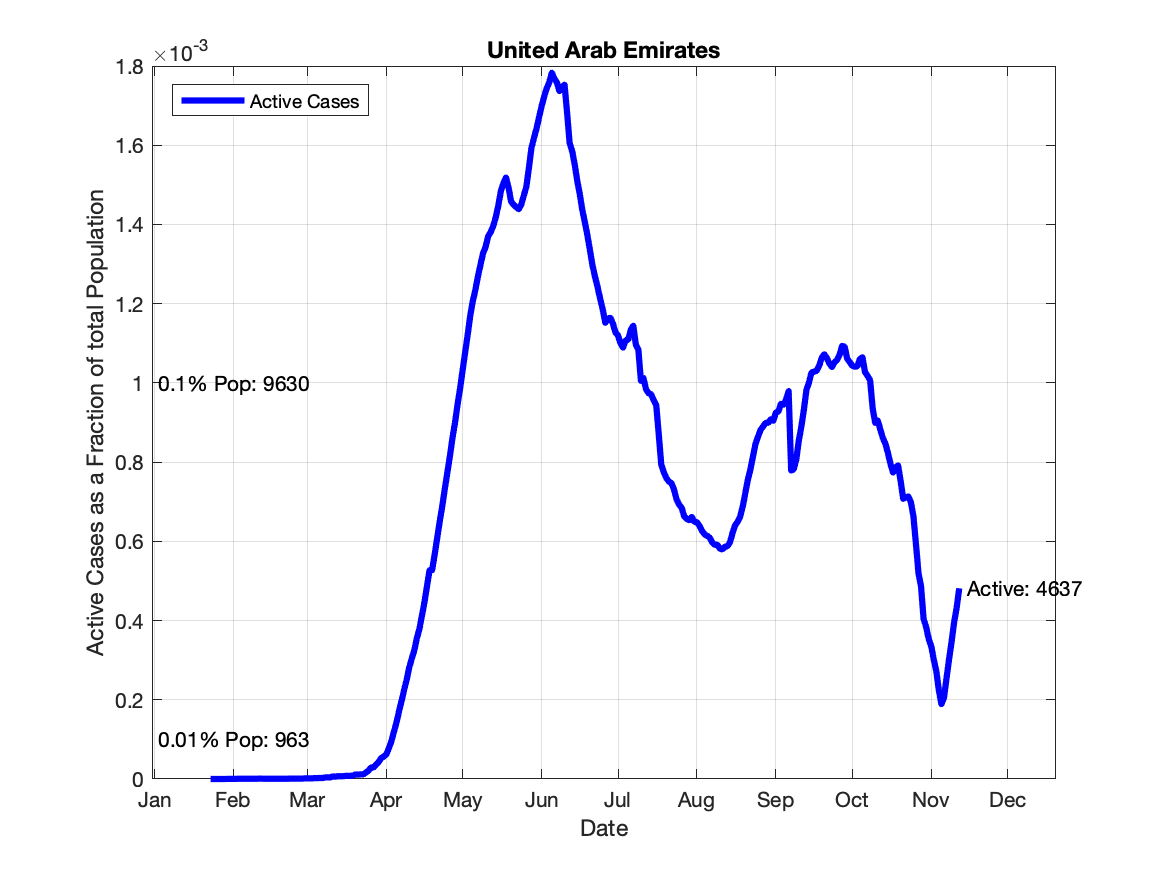 United Arab Emirates
×10-3
Active Cases
1.8
1.6
1.4
1.2
1
0.8
0.6
0.4
0.2
0
Active Cases as a Fraction of total Population
0.1% Pop: 9630
0.01% Pop: 963
Active: 4637
Jan Feb Mar Apr May Jun Jul Aug Sep Oct Nov Dec
Date